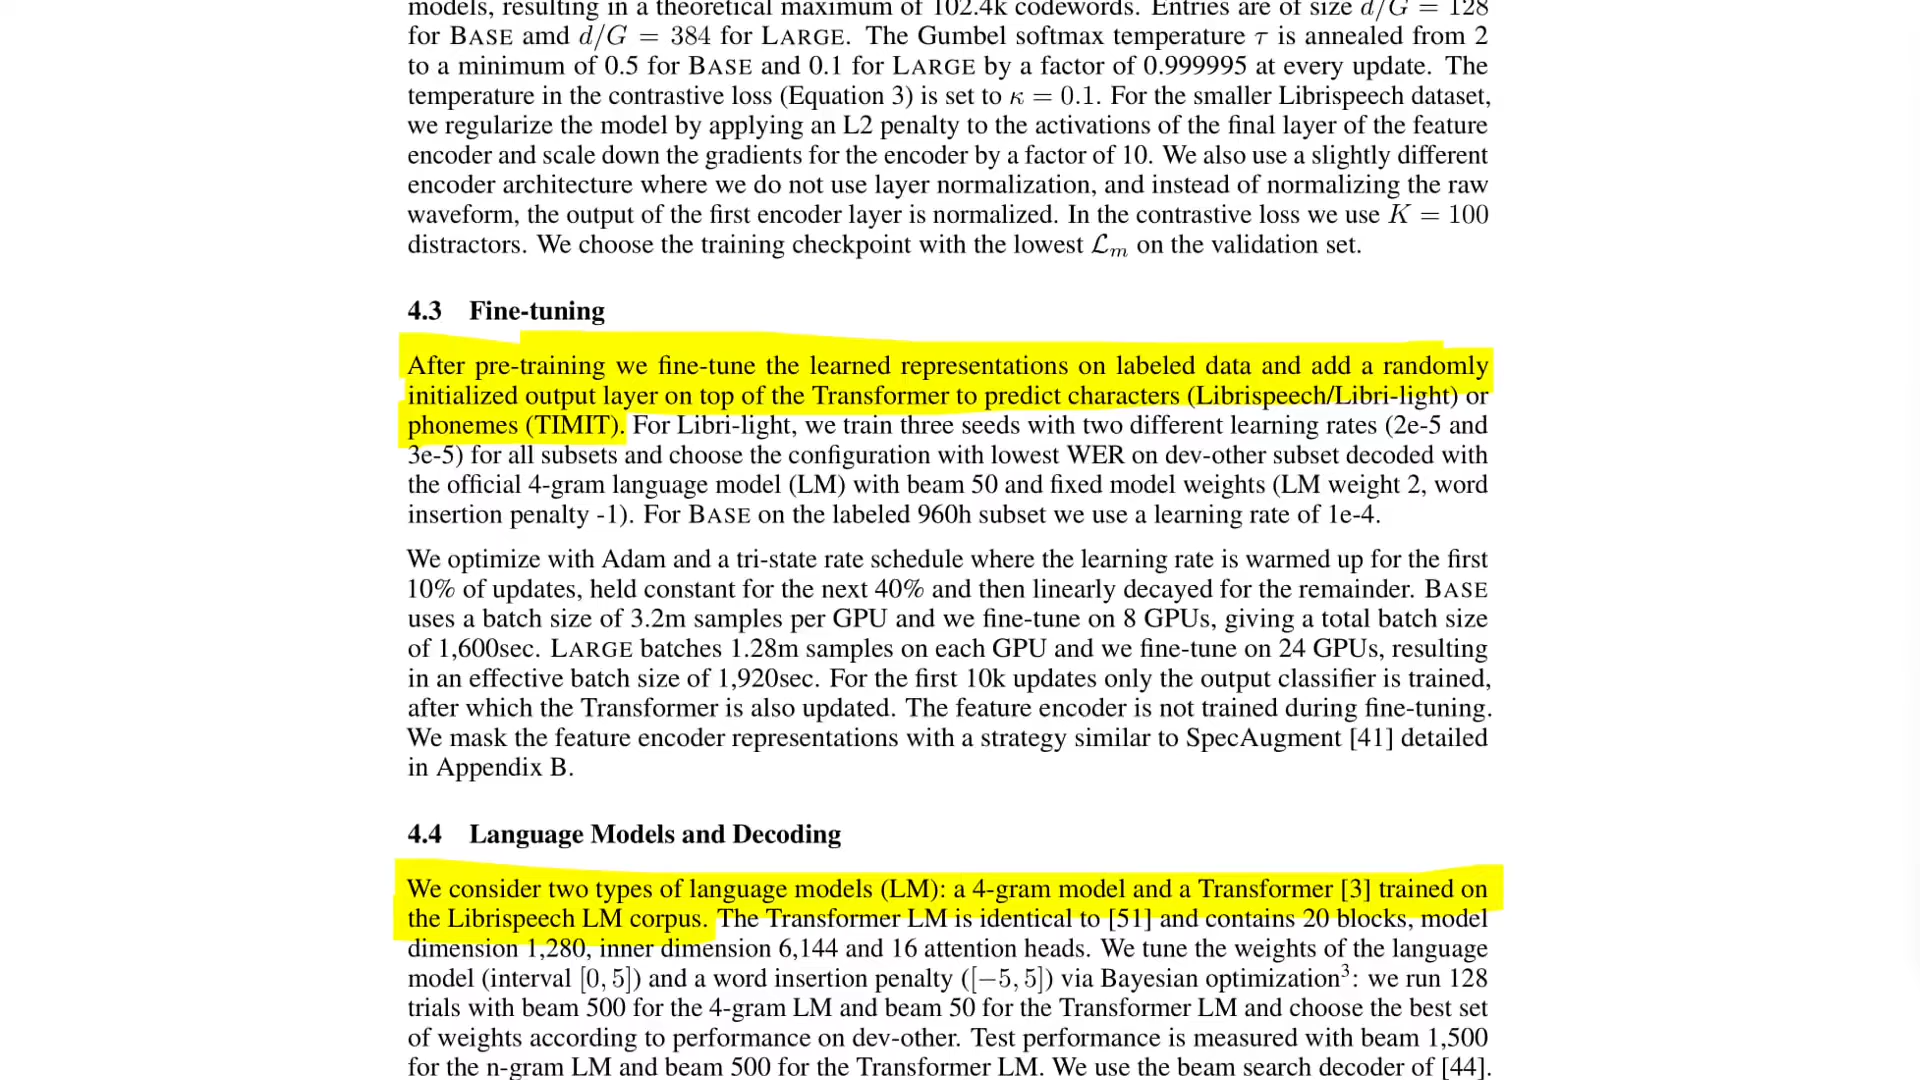 models, resulting in a theoretical maximum of 102.4k codewords. Entries are of size d/G = 128
for BASE amd d/G = 384 for LARGE. The Gumbel softmax temperature τ is annealed from 2
to a minimum of 0.5 for BASE and 0.1 for LARGE by a factor of 0.999995 at every update. The
temperature in the contrastive loss (Equation 3) is set to κ = 0.1. For the smaller Librispeech dataset,
we regularize the model by applying an L2 penalty to the activations of the final layer of the feature
encoder and scale down the gradients for the encoder by a factor of 10. We also use a slightly different
encoder architecture where we do not use layer normalization, and instead of normalizing the raw
waveform, the output of the first encoder layer is normalized. In the contrastive loss we use K = 100
distractors. We choose the training checkpoint with the lowest ℒₘ on the validation set.
4.3 Fine-tuning
After pre-training we fine-tune the learned representations on labeled data and add a randomly
initialized output layer on top of the Transformer to predict characters (Librispeech/Libri-light) or
phonemes (TIMIT). For Libri-light, we train three seeds with two different learning rates (2e-5 and
3e-5) for all subsets and choose the configuration with lowest WER on dev-other subset decoded with
the official 4-gram language model (LM) with beam 50 and fixed model weights (LM weight 2, word
insertion penalty -1). For BASE on the labeled 960h subset we use a learning rate of 1e-4.
We optimize with Adam and a tri-state rate schedule where the learning rate is warmed up for the first
10% of updates, held constant for the next 40% and then linearly decayed for the remainder. BASE
uses a batch size of 3.2m samples per GPU and we fine-tune on 8 GPUs, giving a total batch size
of 1,600sec. LARGE batches 1.28m samples on each GPU and we fine-tune on 24 GPUs, resulting
in an effective batch size of 1,920sec. For the first 10k updates only the output classifier is trained,
after which the Transformer is also updated. The feature encoder is not trained during fine-tuning.
We mask the feature encoder representations with a strategy similar to SpecAugment [41] detailed
in Appendix B.
4.4 Language Models and Decoding
We consider two types of language models (LM): a 4-gram model and a Transformer [3] trained on
the Librispeech LM corpus. The Transformer LM is identical to [51] and contains 20 blocks, model
dimension 1,280, inner dimension 6,144 and 16 attention heads. We tune the weights of the language
model (interval [0, 5]) and a word insertion penalty ([−5, 5]) via Bayesian optimization³: we run 128
trials with beam 500 for the 4-gram LM and beam 50 for the Transformer LM and choose the best set
of weights according to performance on dev-other. Test performance is measured with beam 1,500
for the n-gram LM and beam 500 for the Transformer LM. We use the beam search decoder of [44].